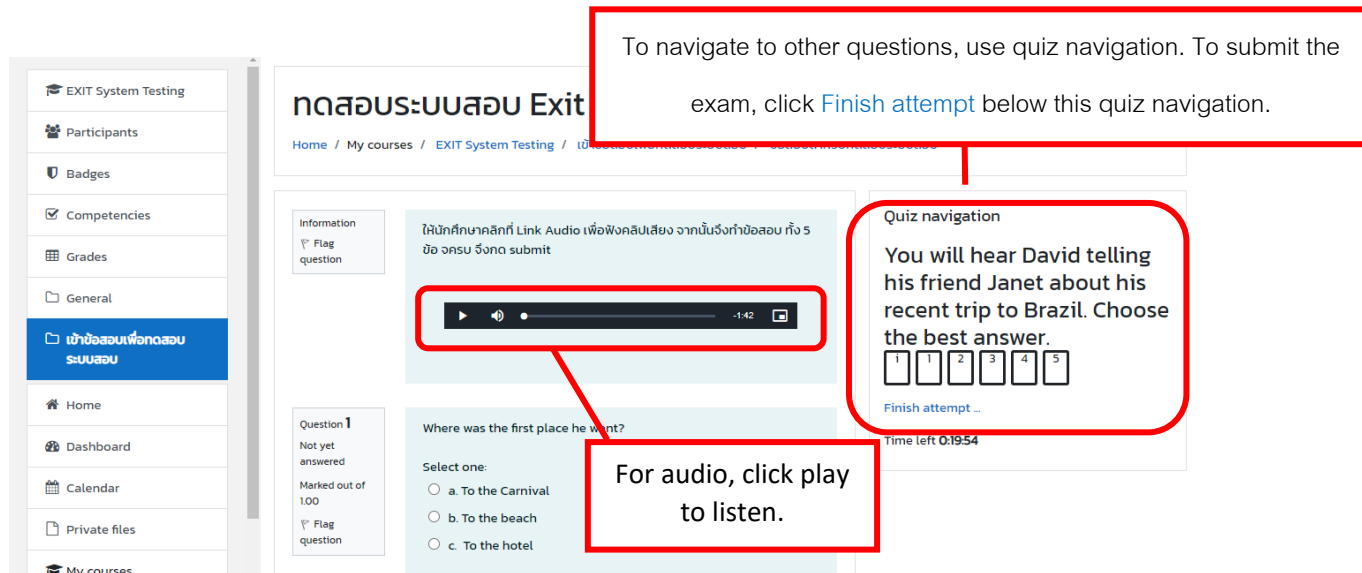 To navigate to other questions, use quiz navigation. To submit the
exam, click Finish attempt below this quiz navigation.
EXIT System Testing
Participants
Badges
Competencies
Grades
General
เข้าข้อสอบเพื่อทดสอบ
ระบบสอบ
Home
Dashboard
Calendar
Private files
My courses
ทดสอบระบบสอบ Exit
Home / My courses / EXIT System Testing /
Information
Flag
question
ให้นักศึกษาคลิกที่ Link Audio เพื่อฟังคลิปเสียง จากนั้นจึงทำข้อสอบ ทั้ง 5
ข้อ จครบ จึงกด submit
-1:42
Question 1
Not yet
answered
Marked out of
1.00
Flag
question
Where was the first place he went?
Select one:
a. To the Carnival
b. To the beach
c. To the hotel
For audio, click play
to listen.
Quiz navigation
You will hear David telling
his friend Janet about his
recent trip to Brazil. Choose
the best answer.
i 1 2 3 4 5
Finish attempt ...
Time left 0:19:54